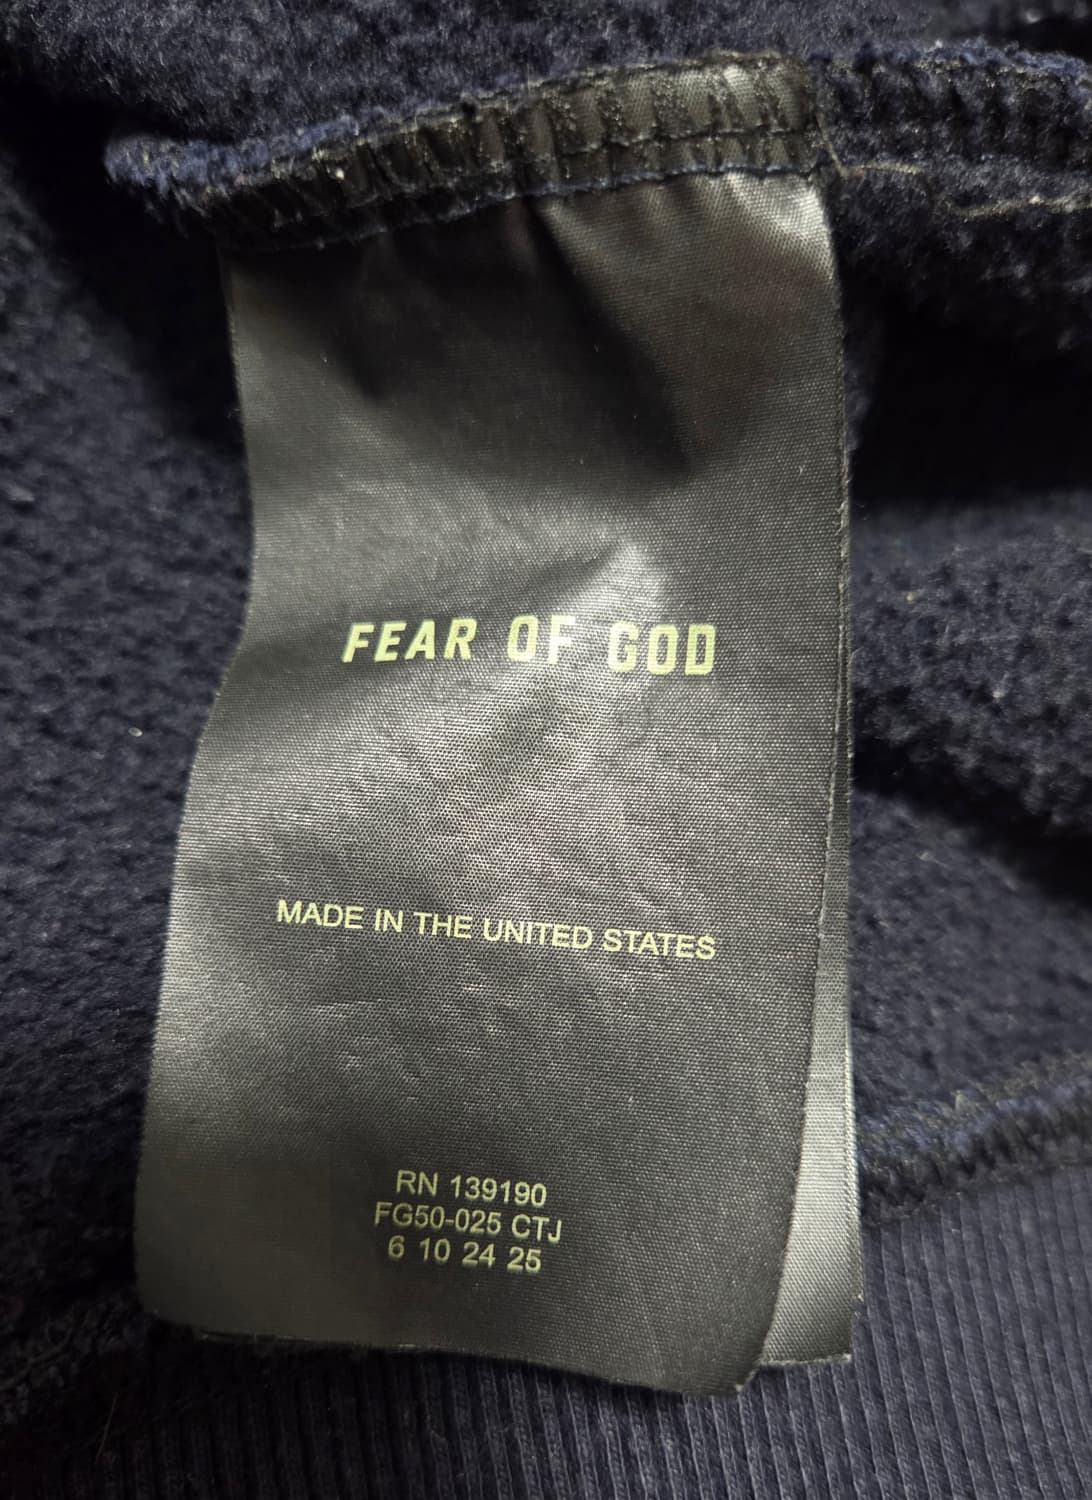 FEAR OF GOD
MADE IN THE UNITED STATES
RN 139190
FG50-025 CTJ
6 10 24 25